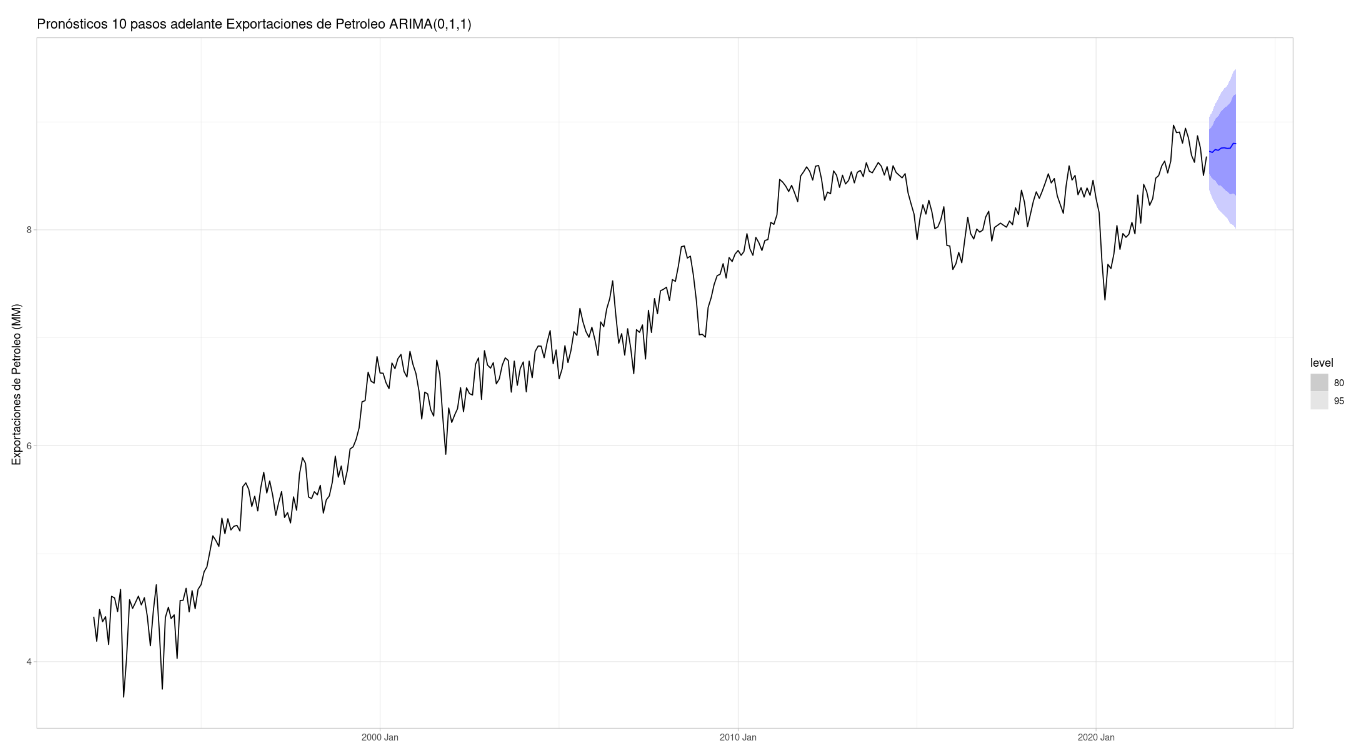 Pronósticos 10 pasos adelante Exportaciones de Petroleo ARIMA(0,1,1)
Exportaciones de Petroleo (MM)
8
6
4
2000 Jan
2010 Jan
2020 Jan
level
80
95